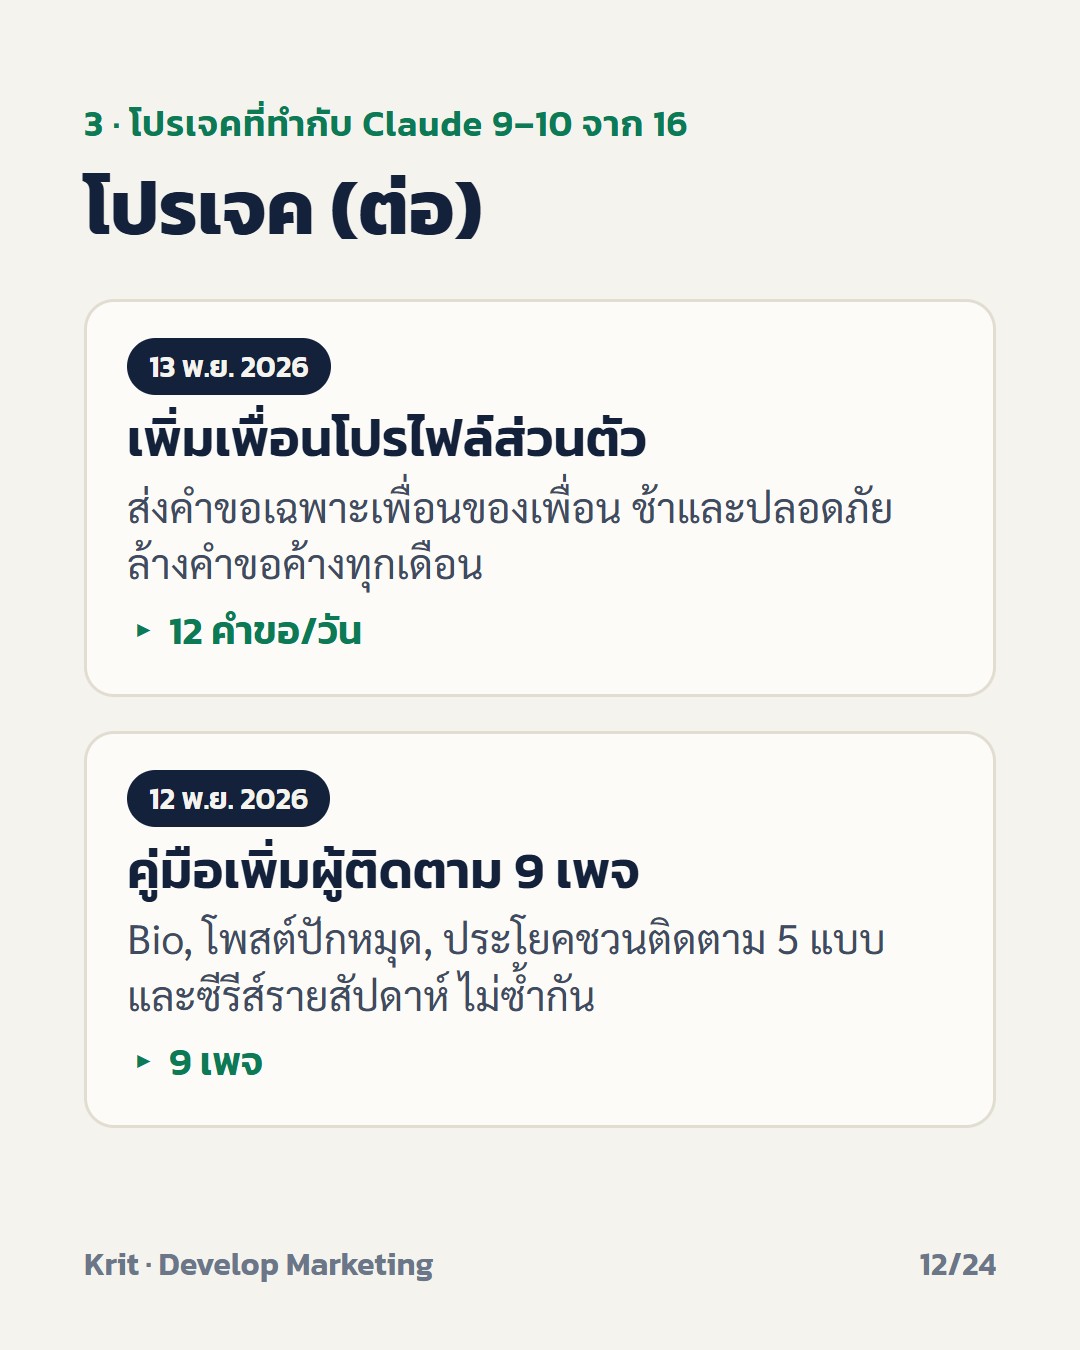 3 · โปรเจคที่ทำกับ Claude 9–10 จาก 16
โปรเจค (ต่อ)
13 พ.ย. 2026
เพิ่มเพื่อนโปรไฟล์ส่วนตัว
ส่งคำขอเฉพาะเพื่อนของเพื่อน ช้าและปลอดภัย
ล้างคำขอค้างทุกเดือน
▸ 12 คำขอ/วัน
12 พ.ย. 2026
คู่มือเพิ่มผู้ติดตาม 9 เพจ
Bio, โพสต์ปักหมุด, ประโยคชวนติดตาม 5 แบบ
และซีรีส์รายสัปดาห์ ไม่ซ้ำกัน
▸ 9 เพจ
Krit · Develop Marketing
12/24